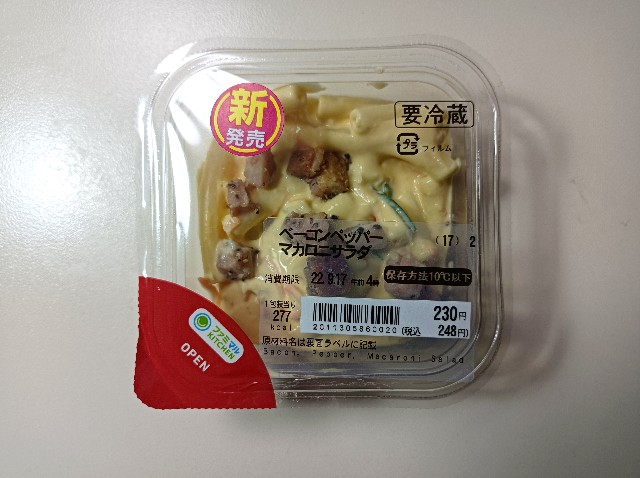 新
発売
要冷蔵
プラ フィルム
ベーコンペッパー
マカロニサラダ
(17) 2
消費期限 22.9.17 午前4時
保存方法10℃以下
1包装当り
277
kcal
230円
2011305860020 (税込 248円)
原材料名は裏面ラベルに記載
Bacon, Pepper, Macaroni Salad
ファミマル
KITCHEN
OPEN